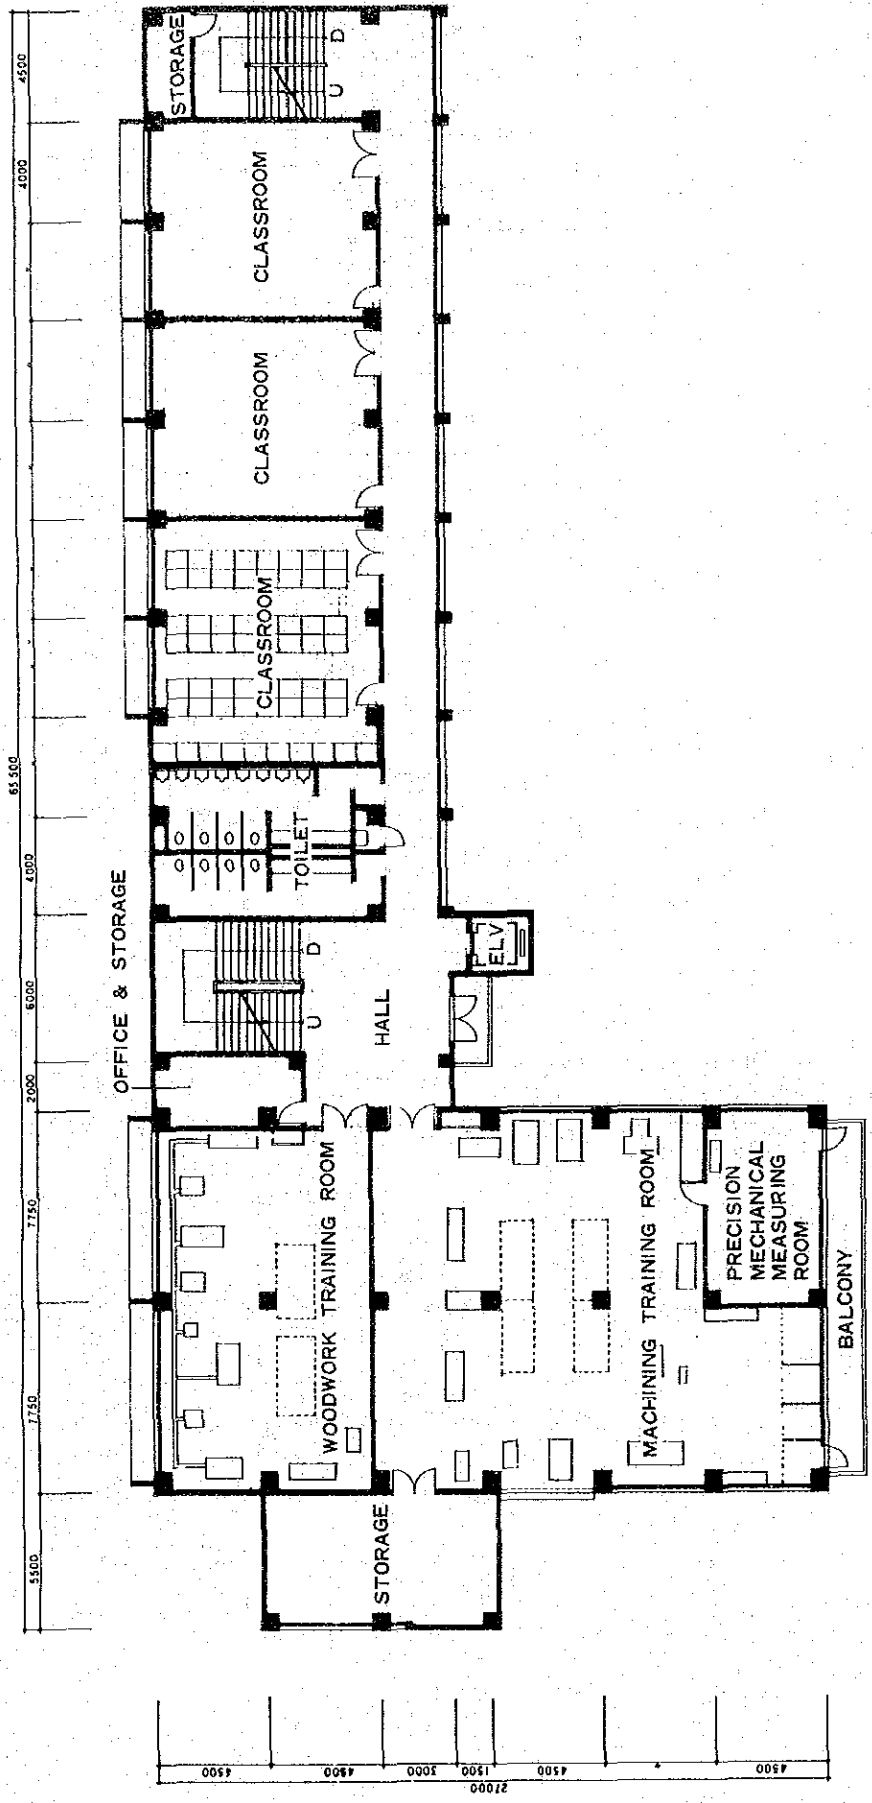 4500
4000
65500
4000
6000
2000
7750
7750
5500
STORAGE
D
U
CLASSROOM
CLASSROOM
CLASSROOM
TOILET
OFFICE & STORAGE
D
U
HALL
ELV
WOODWORK TRAINING ROOM
MACHINING TRAINING ROOM
PRECISION
MECHANICAL
MEASURING
ROOM
BALCONY
STORAGE
4500
4500
3000
1500
4500
4500
27000